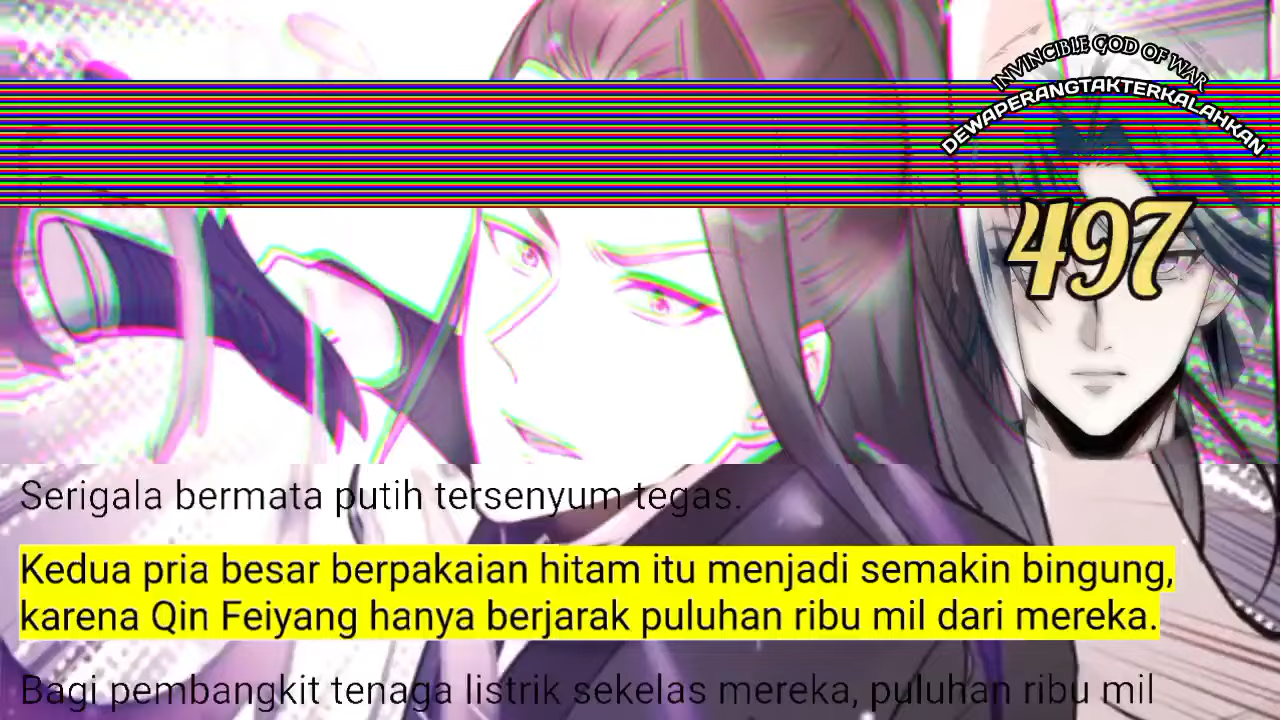 INVINCIBLE GOD OF WAR
DEWAPERANGTAKTERKALAHKAN
497
Serigala bermata putih tersenyum tegas.
Kedua pria besar berpakaian hitam itu menjadi semakin bingung,
karena Qin Feiyang hanya berjarak puluhan ribu mil dari mereka.
Bagi pembangkit tenaga listrik sekelas mereka, puluhan ribu mil